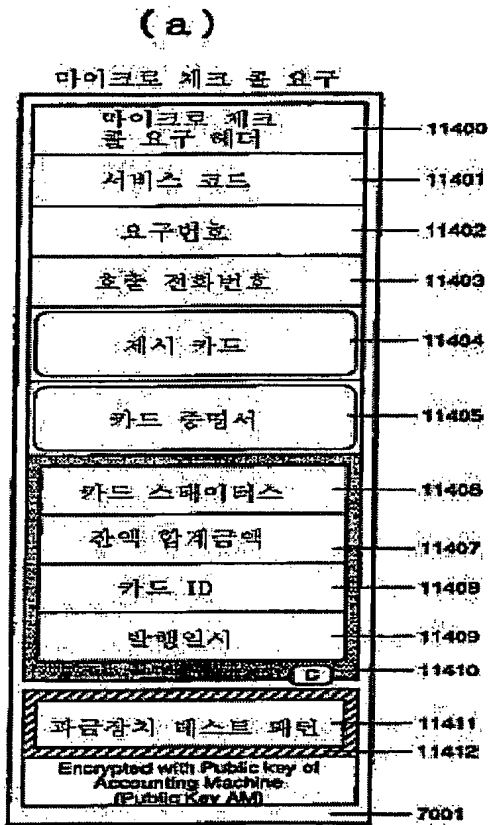 (a)
마이크로 체크 콜 요구
마이크로 체크
콜 요구 헤더
11400
서비스 코드
11401
요구번호
11402
호출 전화번호
11403
제시 카드
11404
카드 증명서
11405
카드 스테이터스
11406
잔액 합계금액
11407
카드 ID
11408
발행일시
11409
C
11410
과금장치 테스트 패턴
11411
11412
Encrypted with Public key of
Accounting Machine
(Public Key AM)
7001